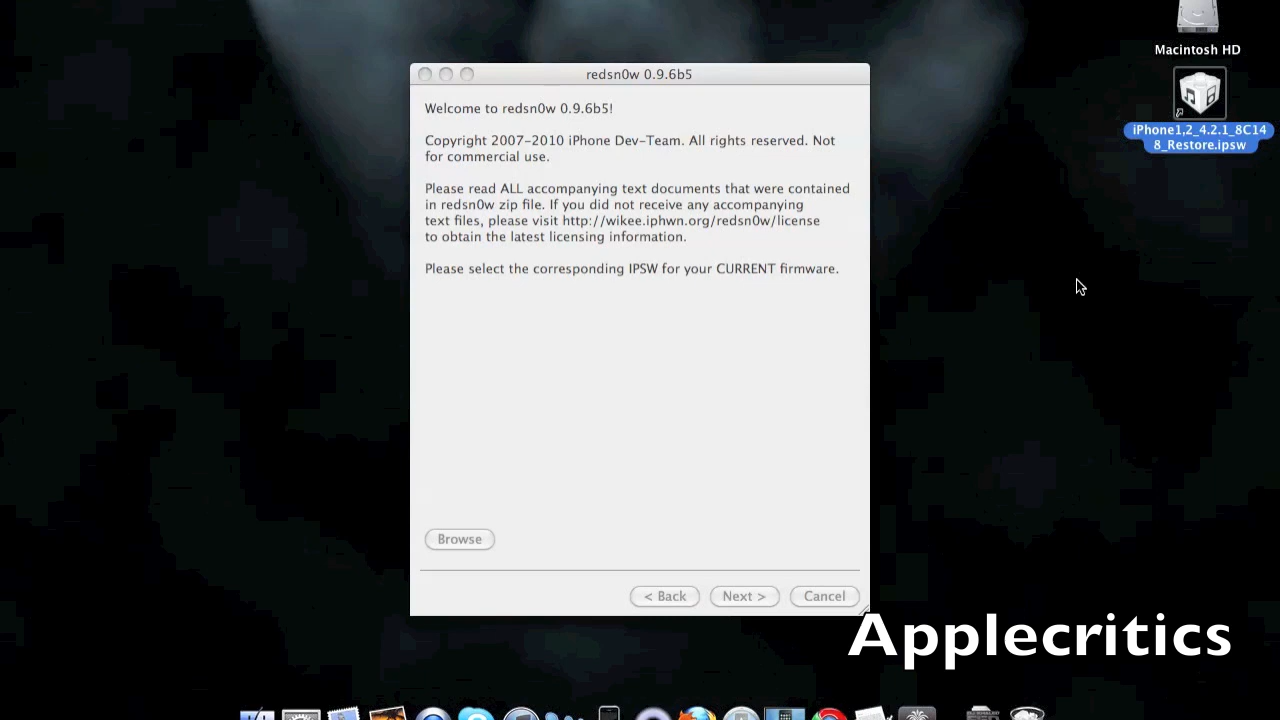 Macintosh HD
iPhone1,2_4.2.1_8C14
8_Restore.ipsw
redsn0w 0.9.6b5
Welcome to redsn0w 0.9.6b5!
Copyright 2007-2010 iPhone Dev-Team. All rights reserved. Not
for commercial use.
Please read ALL accompanying text documents that were contained
in redsn0w zip file. If you did not receive any accompanying
text files, please visit http://wikee.iphwn.org/redsn0w/license
to obtain the latest licensing information.
Please select the corresponding IPSW for your CURRENT firmware.
Browse
< Back
Next >
Cancel
Applecritics